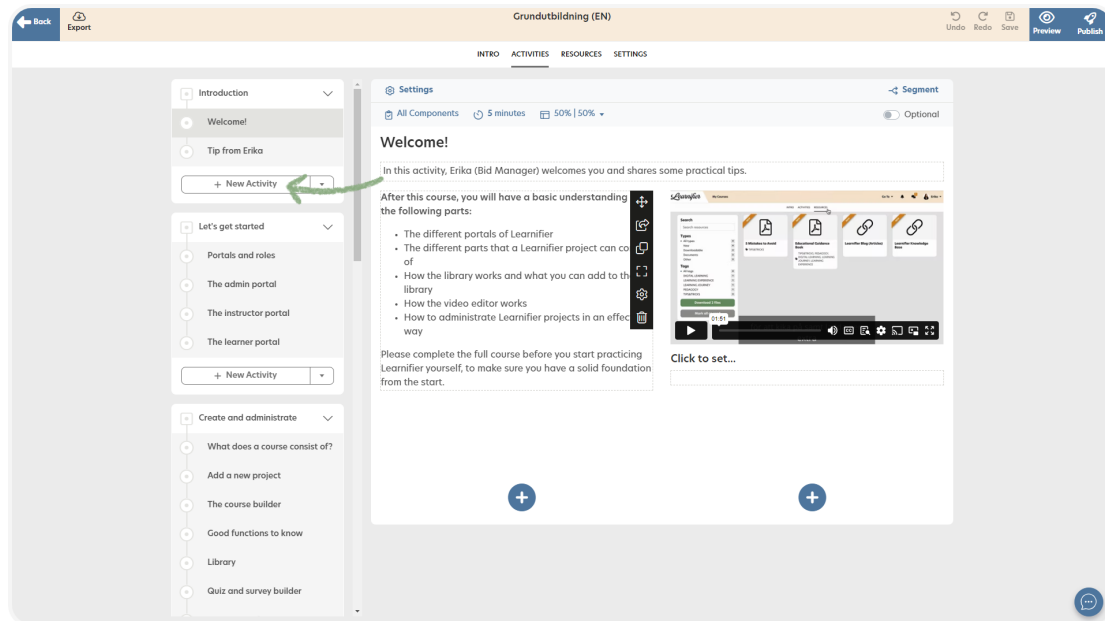 Back
Export
Grundutbildning (EN)
Undo
Redo
Save
Preview
Publish
INTRO
ACTIVITIES
RESOURCES
SETTINGS
Introduction
Welcome!
Tip from Erika
+ New Activity
Let's get started
Portals and roles
The admin portal
The instructor portal
The learner portal
+ New Activity
Create and administrate
What does a course consist of?
Add a new project
The course builder
Good functions to know
Library
Quiz and survey builder
Settings
Segment
All Components
5 minutes
50% | 50%
Optional
Welcome!
In this activity, Erika (Bid Manager) welcomes you and shares some practical tips.
After this course, you will have a basic understanding
the following parts:
• The different portals of Learnifier
• The different parts that a Learnifier project can co
of
• How the library works and what you can add to th
library
• How the video editor works
• How to administrate Learnifier projects in an effec
way
Please complete the full course before you start practicing
Learnifier yourself, to make sure you have a solid foundation
from the start.
Learnifier
RESOURCES
Search
Types
Tags
01:51
Click to set...